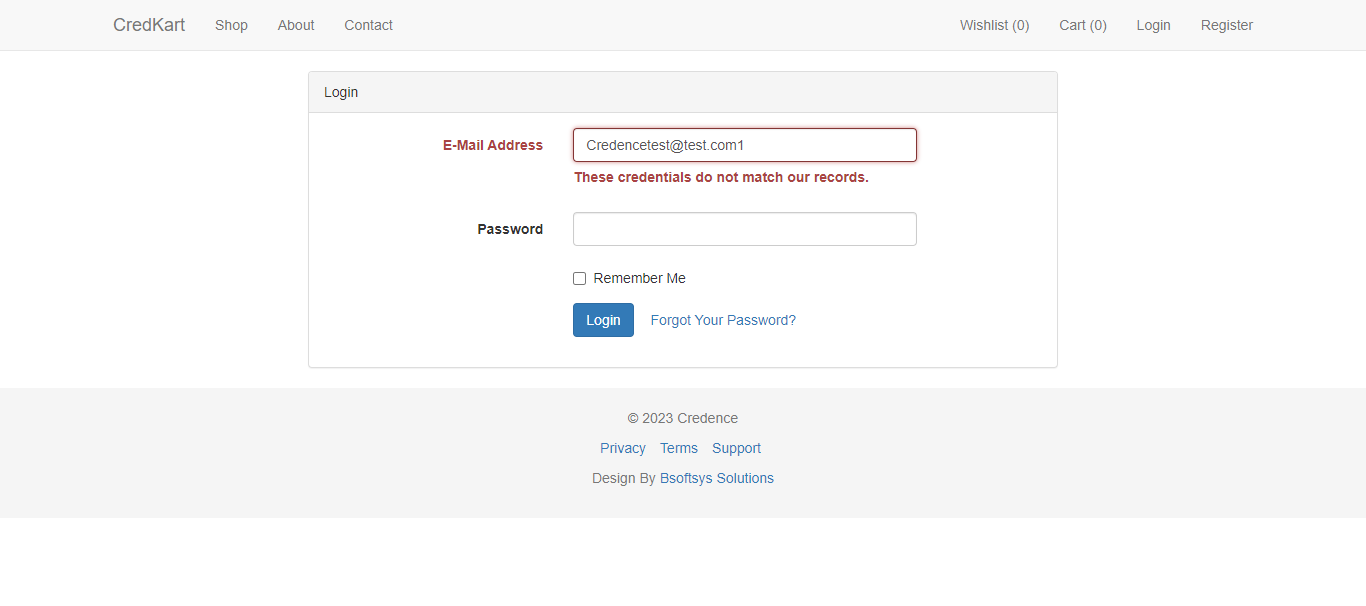 CredKart Shop About Contact Wishlist (0) Cart (0) Login Register
Login
E-Mail Address Credencetest@test.com1
These credentials do not match our records.
Password
Remember Me
Login Forgot Your Password?
© 2023 Credence
Privacy Terms Support
Design By Bsoftsys Solutions